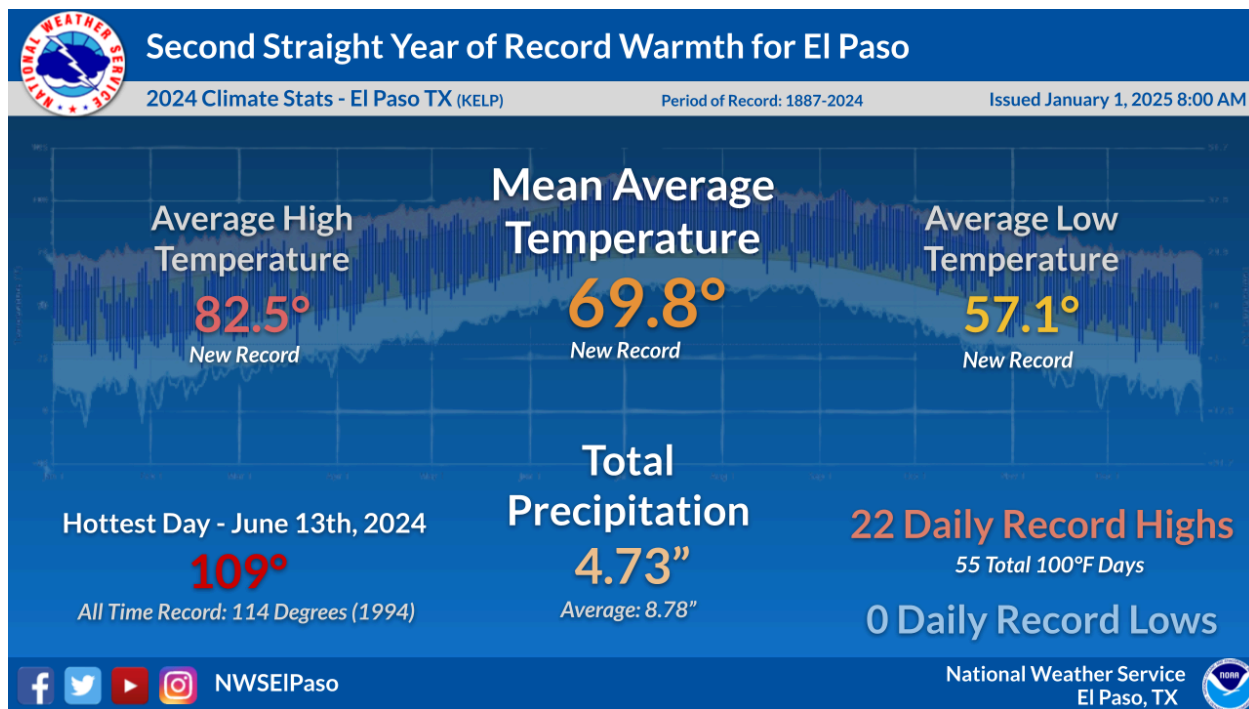 NATIONAL WEATHER SERVICE
Second Straight Year of Record Warmth for El Paso
2024 Climate Stats - El Paso TX (KELP)
Period of Record: 1887-2024
Issued January 1, 2025 8:00 AM
Average High
Temperature
82.5°
New Record
Mean Average
Temperature
69.8°
New Record
Average Low
Temperature
57.1°
New Record
Hottest Day - June 13th, 2024
109°
All Time Record: 114 Degrees (1994)
Total
Precipitation
4.73”
Average: 8.78”
22 Daily Record Highs
55 Total 100°F Days
0 Daily Record Lows
NWSElPaso
National Weather Service
El Paso, TX
NOAA